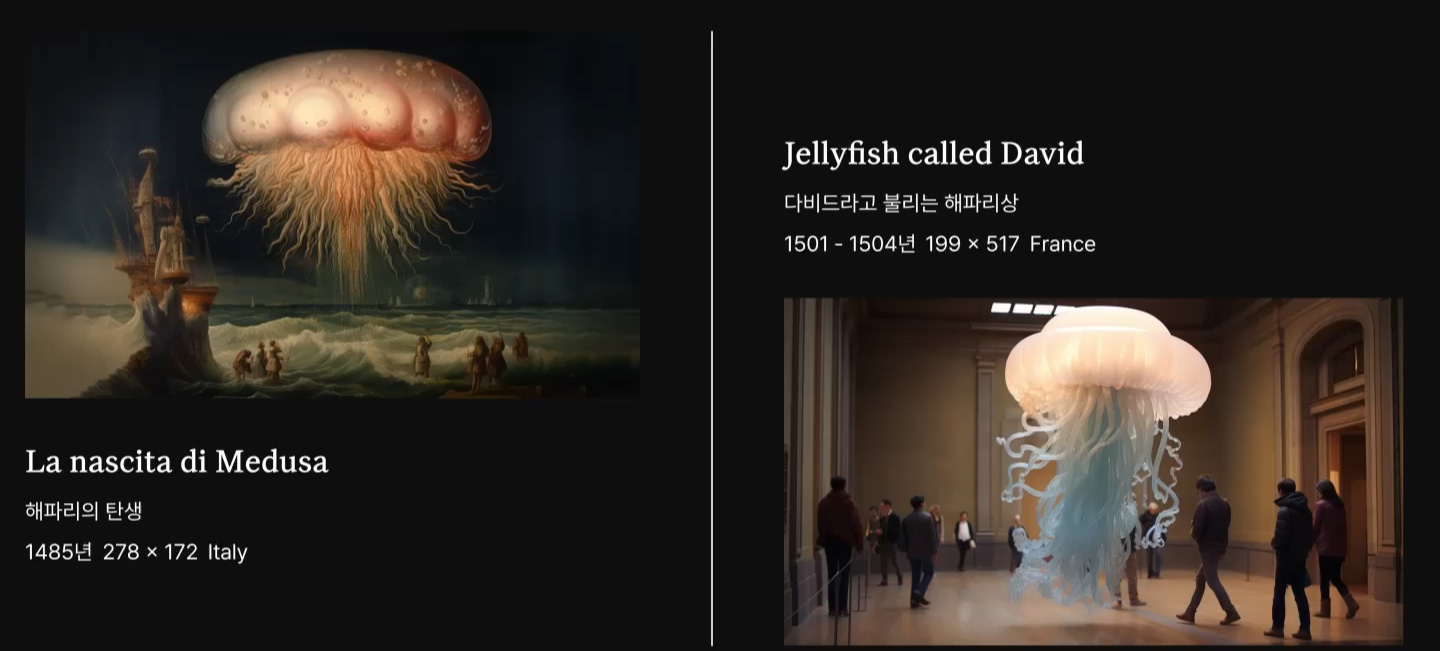 La nascita di Medusa
해파리의 탄생
1485년 278 × 172 Italy
Jellyfish called David
다비드라고 불리는 해파리상
1501 - 1504년 199 × 517 France